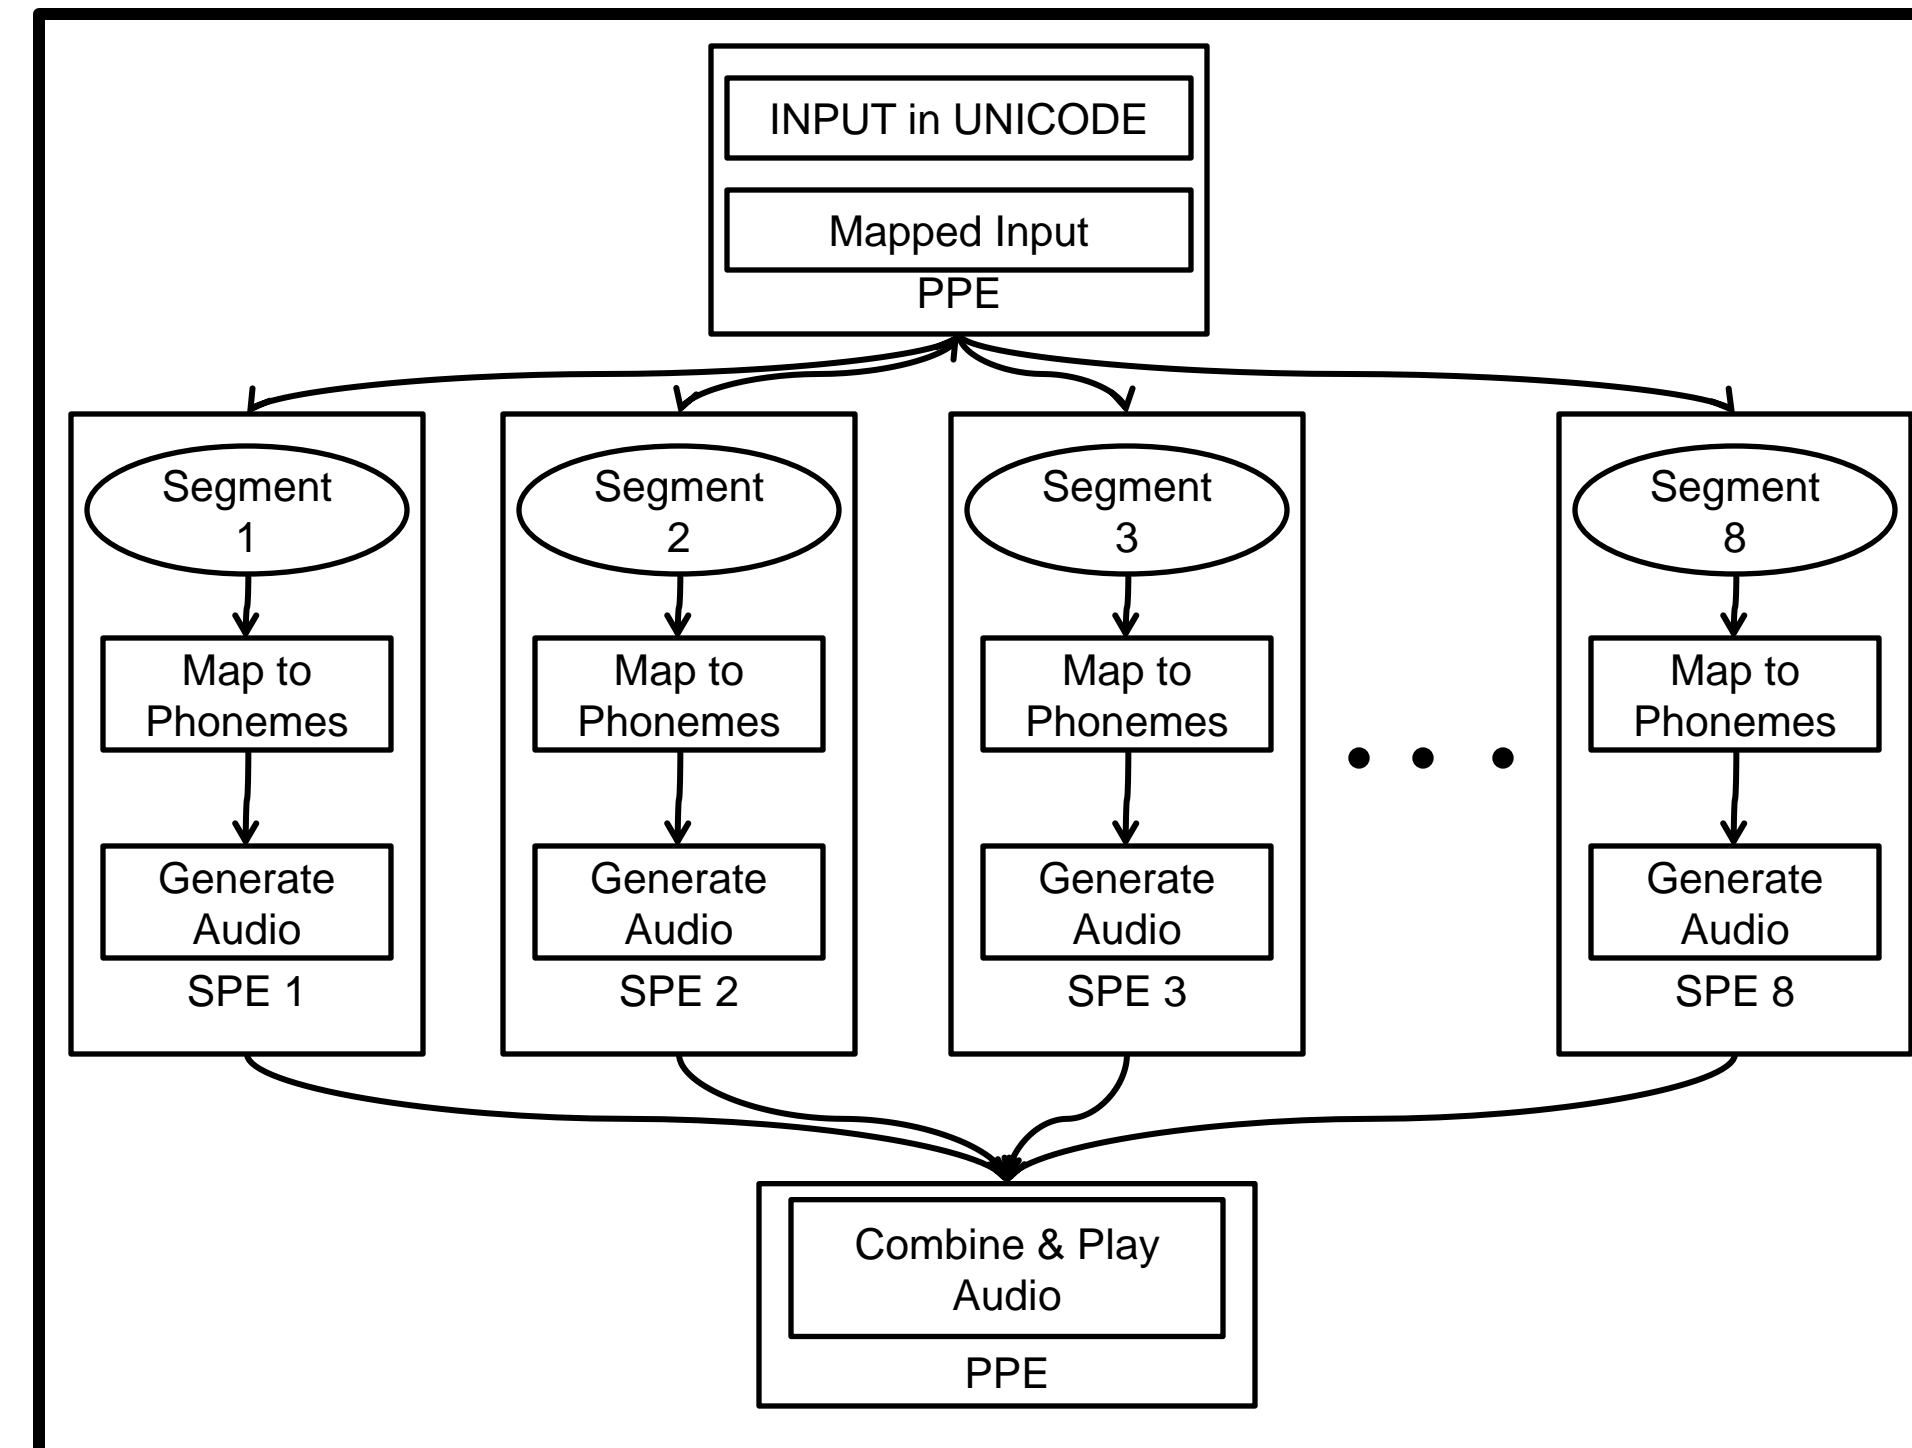 INPUT in UNICODE
Mapped Input
PPE
Segment
1
Map to
Phonemes
Generate
Audio
SPE 1
Segment
2
Map to
Phonemes
Generate
Audio
SPE 2
Segment
3
Map to
Phonemes
Generate
Audio
SPE 3
Segment
8
Map to
Phonemes
Generate
Audio
SPE 8
Combine & Play
Audio
PPE